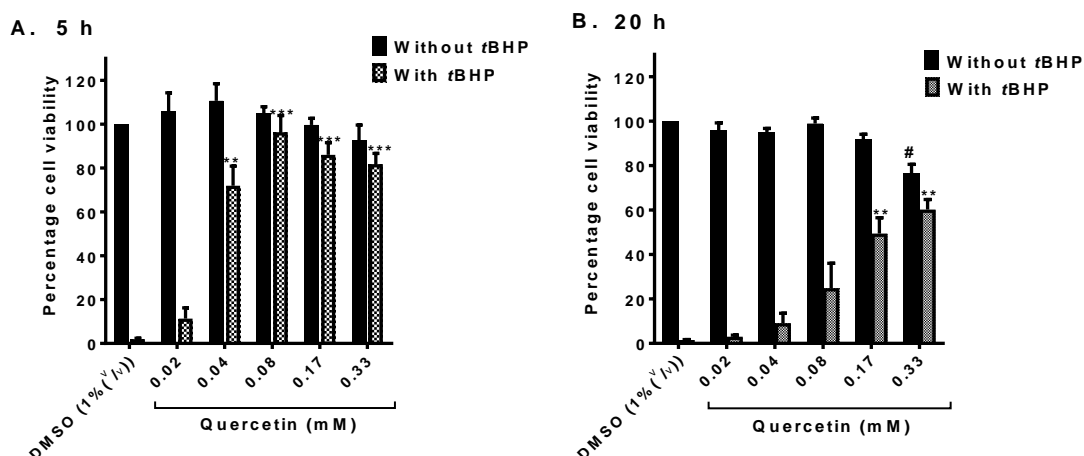 A. 5 h
Without tBHP
With tBHP
Percentage cell viability
120
100
80
60
40
20
0
**
***
***
***
DMSO (1% (v/v))
0.02
0.04
0.08
0.17
0.33
Quercetin (mM)
B. 20 h
Without tBHP
With tBHP
Percentage cell viability
120
100
80
60
40
20
0
**
#
**
DMSO (1% (v/v))
0.02
0.04
0.08
0.17
0.33
Quercetin (mM)